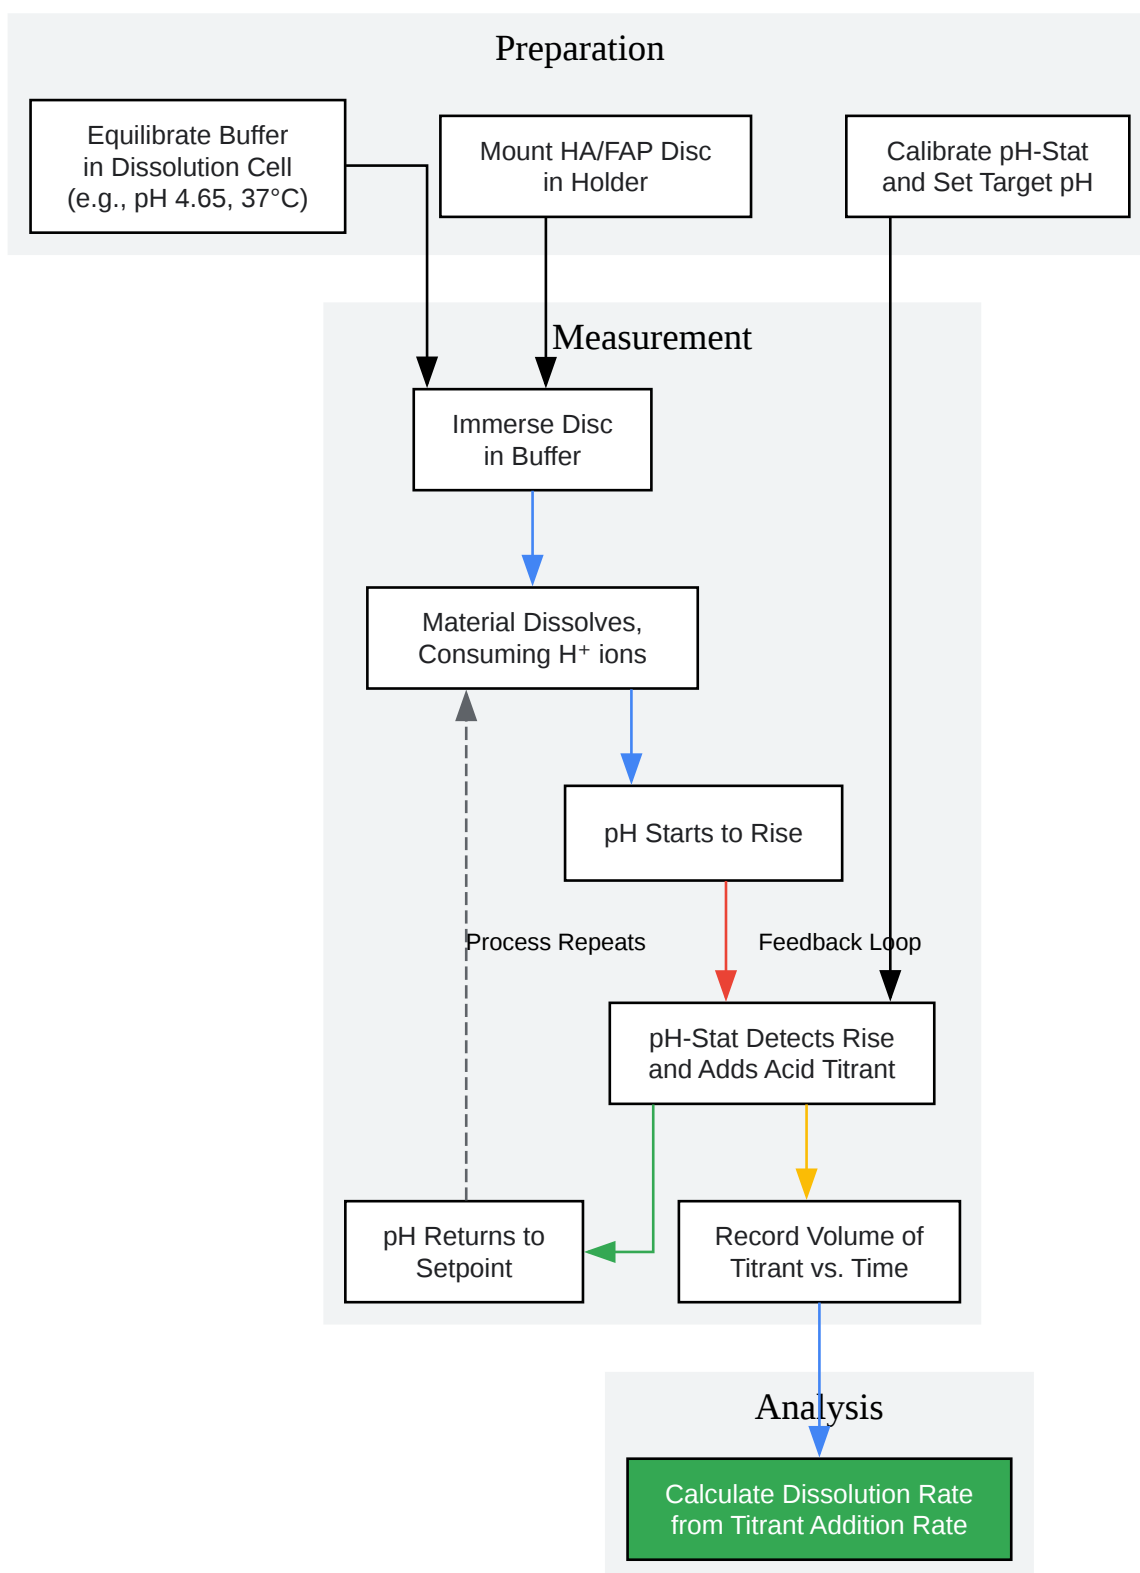 Preparation
Equilibrate Buffer
in Dissolution Cell
(e.g., pH 4.65, 37°C)
Mount HA/FAP Disc
in Holder
Calibrate pH-Stat
and Set Target pH
Measurement
Immerse Disc
in Buffer
Material Dissolves,
Consuming H⁺ ions
pH Starts to Rise
Process Repeats
Feedback Loop
pH-Stat Detects Rise
and Adds Acid Titrant
pH Returns to
Setpoint
Record Volume of
Titrant vs. Time
Analysis
Calculate Dissolution Rate
from Titrant Addition Rate